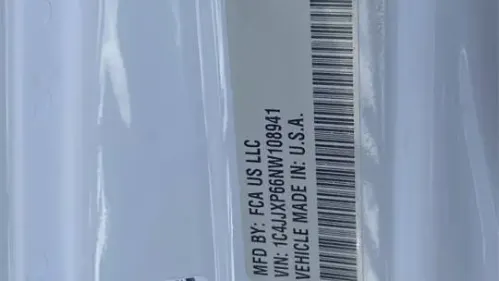 MFD BY: FCA US LLC
VIN: 1C4JJXP66NW108941
VEHICLE MADE IN: U.S.A.